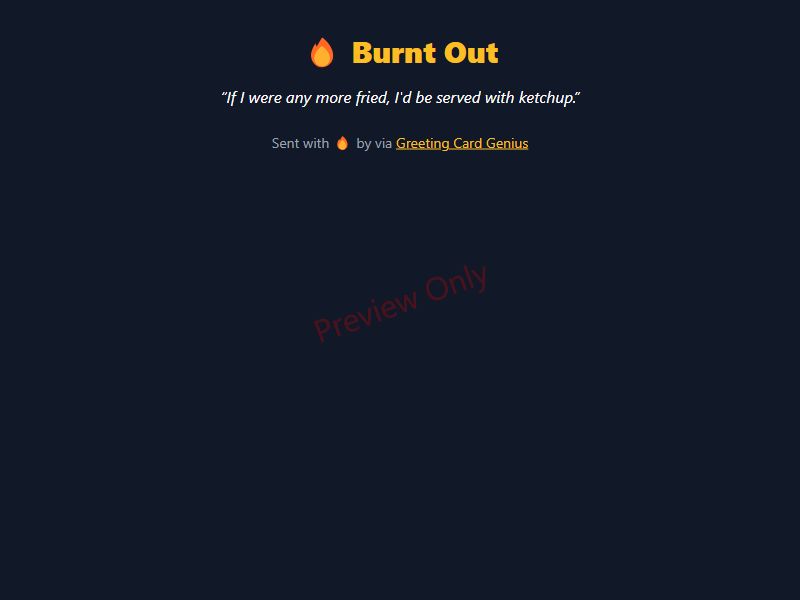 🔥 Burnt Out
“If I were any more fried, I'd be served with ketchup.”
Sent with 🔥 by via Greeting Card Genius
Preview Only